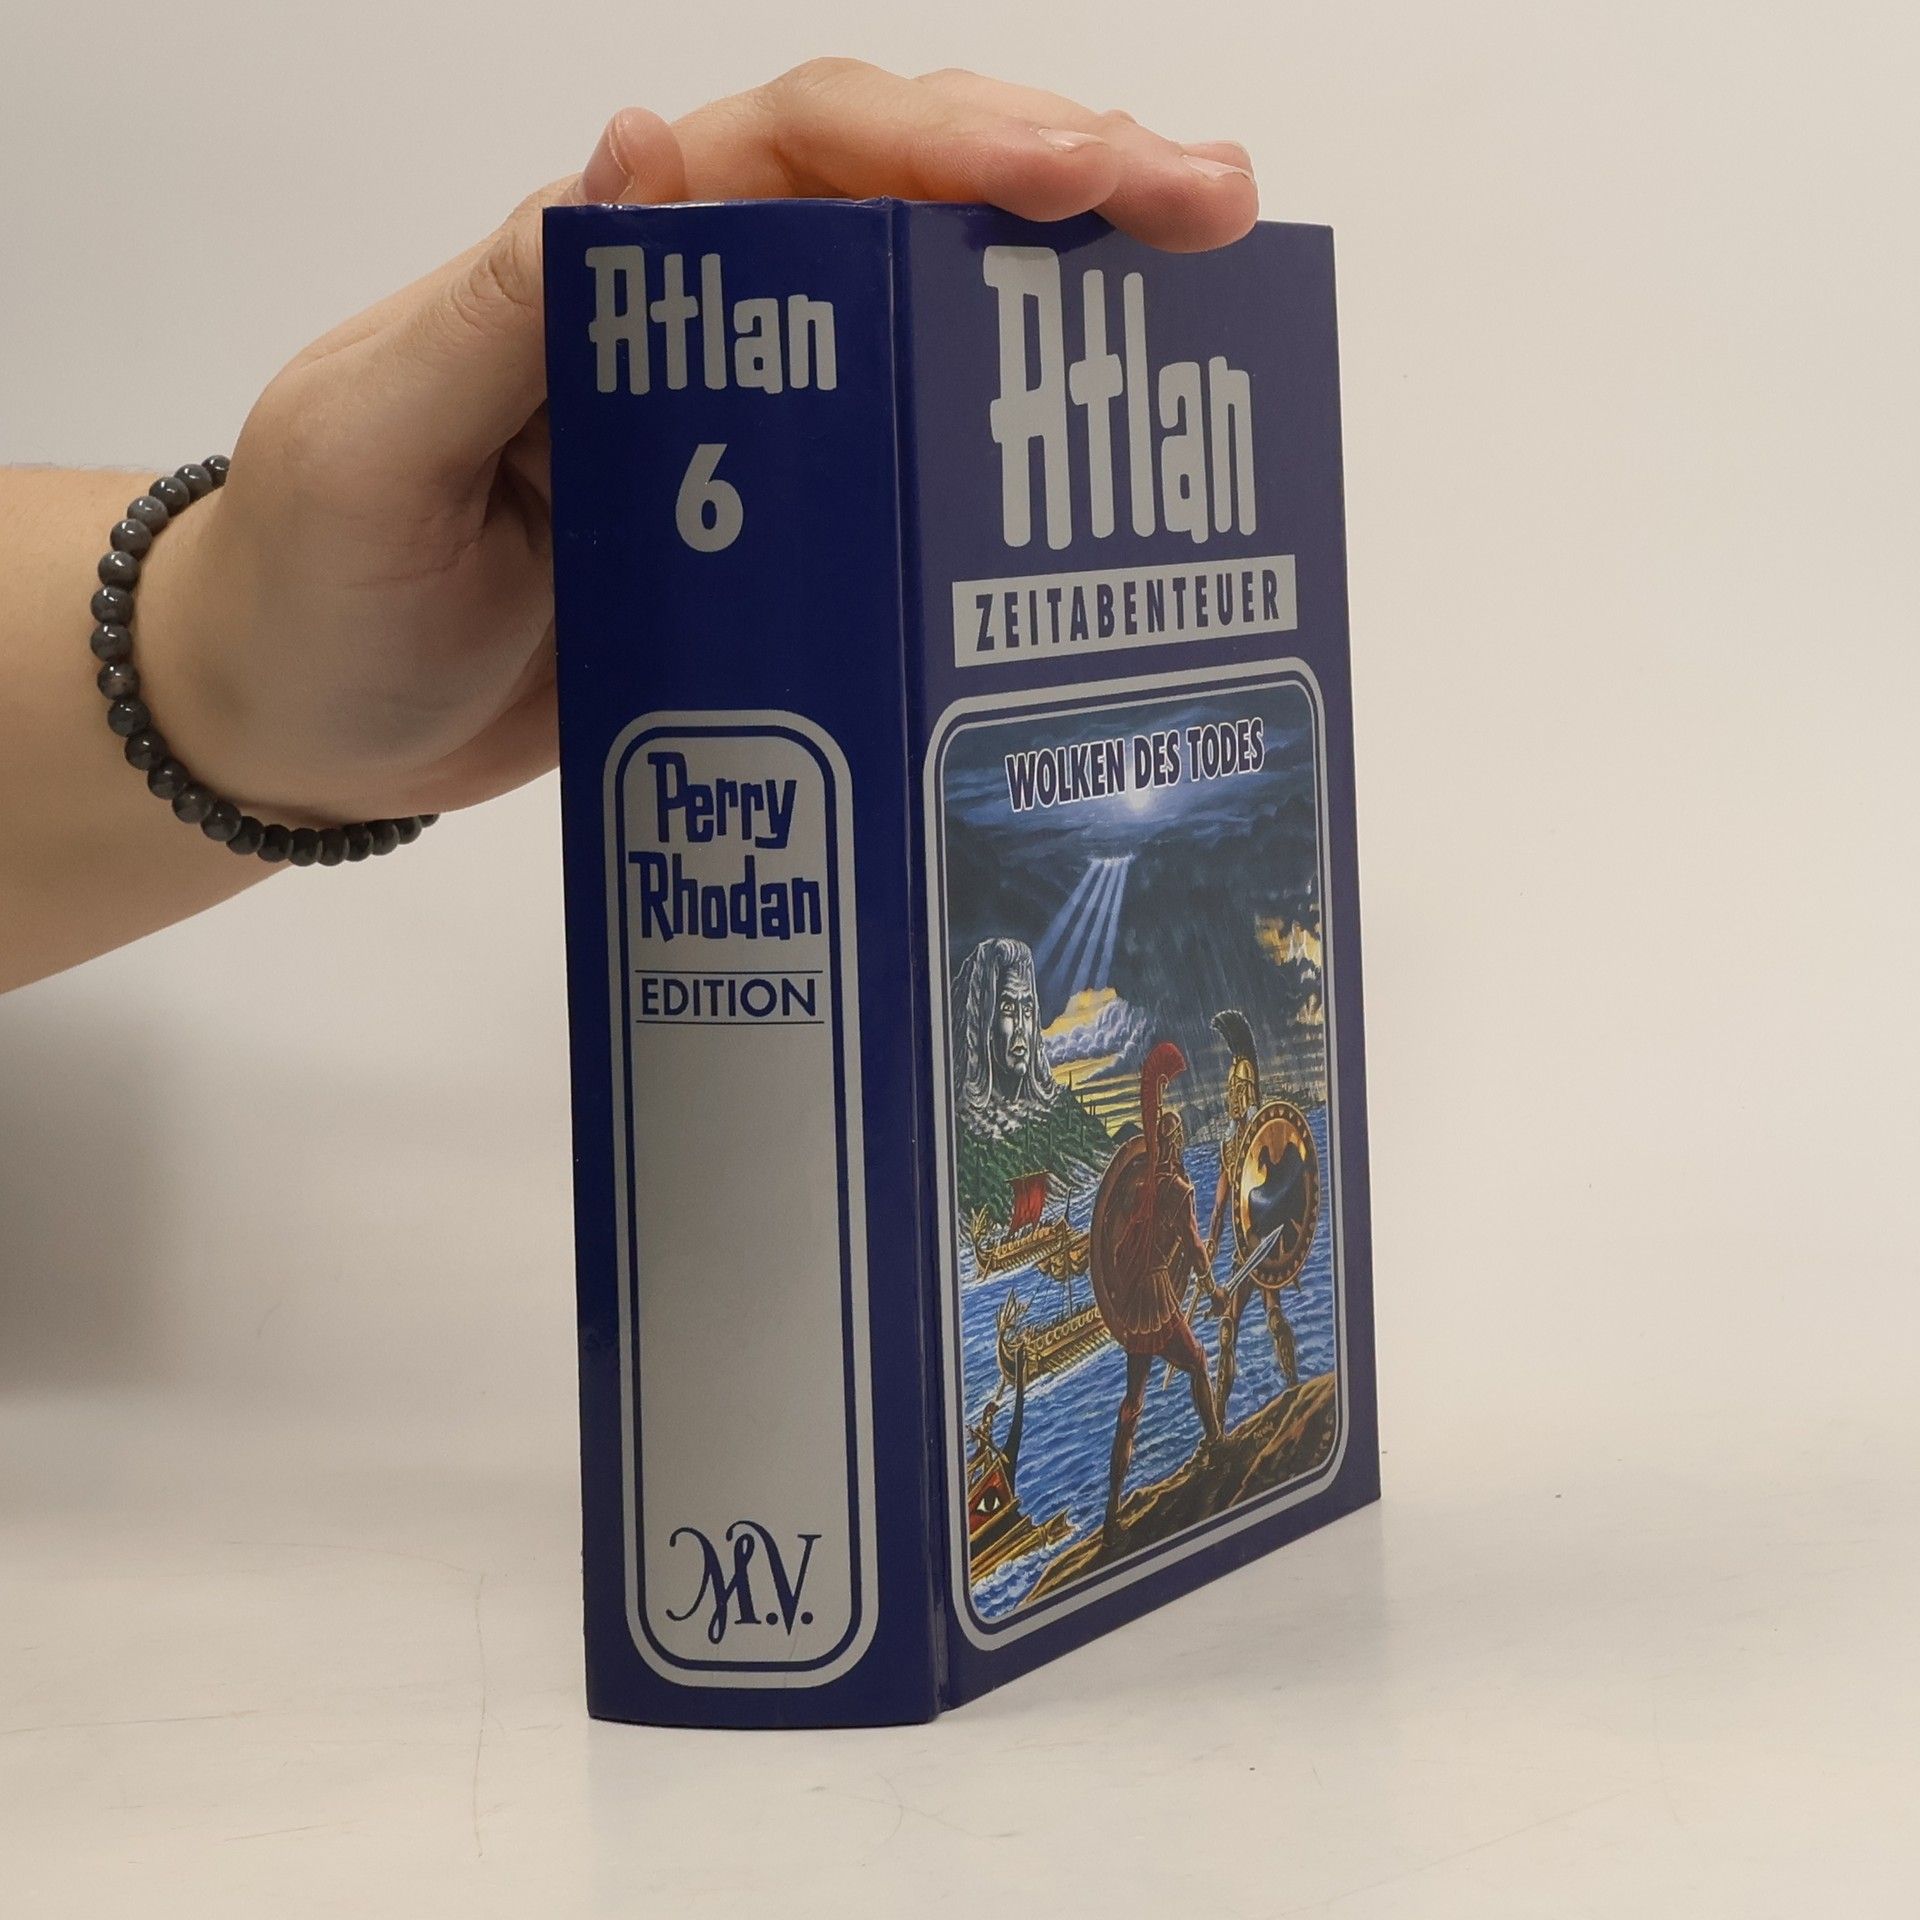 Atlan
6
Perry
Rhodan
EDITION
M.V.
Atlan
ZEITABENTEUER
WOLKEN DES TODES